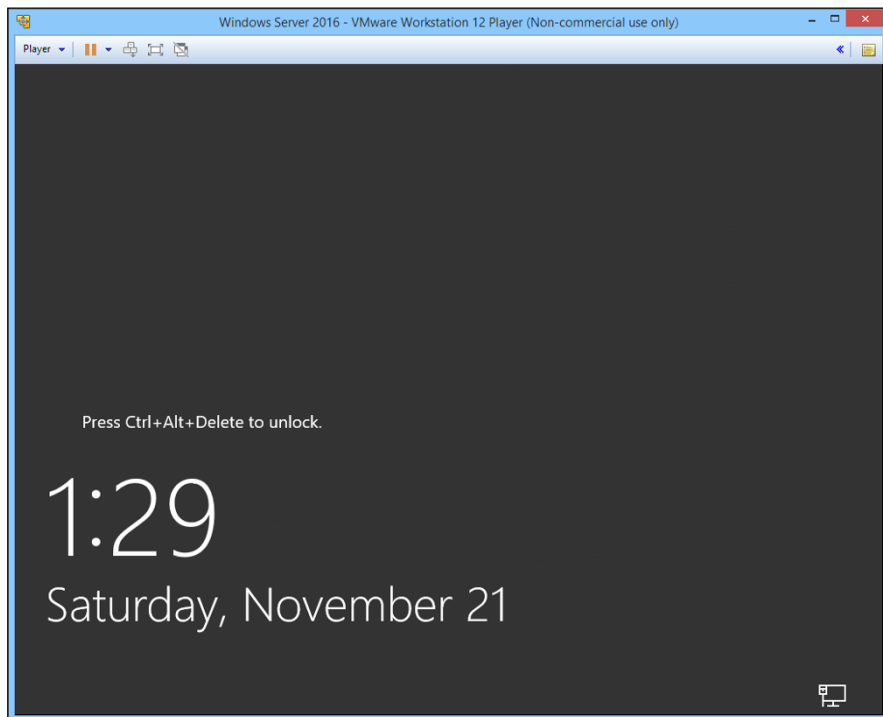 Windows Server 2016 - VMware Workstation 12 Player (Non-commercial use only)
Player
Press Ctrl+Alt+Delete to unlock.
1:29
Saturday, November 21